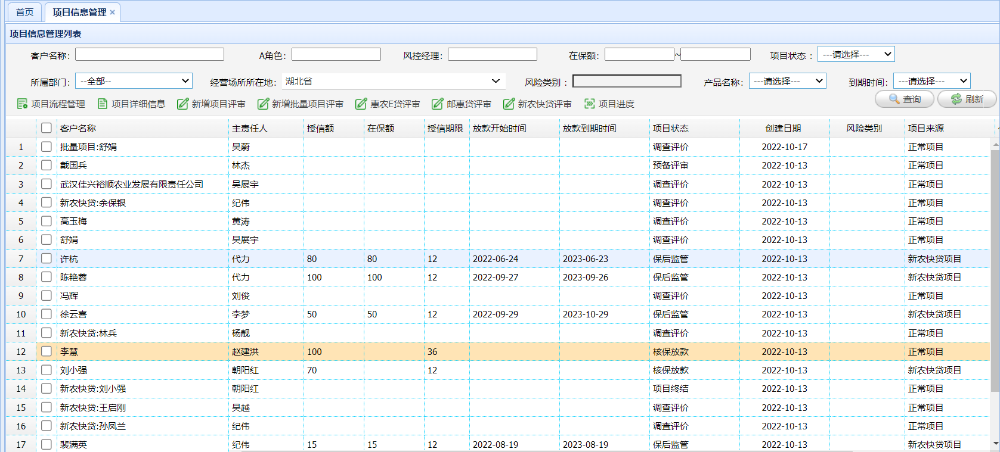 首页 项目信息管理 ×
项目信息管理列表
客户名称： A角色： 风控经理： 在保额： ~ 项目状态 ： ---请选择---
所属部门： --全部-- 经营场所所在地： 湖北省 风险类别 ： 产品名称： ---请选择--- 到期时间： ---请选择---
项目流程管理 项目详细信息 新增项目评审 新增批量项目评审 惠农E贷评审 邮惠贷评审 新农快贷评审 项目进度 查询 刷新
客户名称 主责任人 授信额 在保额 授信期限 放款开始时间 放款到期时间 项目状态 创建日期 风险类别 项目来源
1 批量项目:舒娟 吴蔚 调查评价 2022-10-17 正常项目
2 戴国兵 林杰 预备评审 2022-10-13 正常项目
3 武汉佳兴裕顺农业发展有限责任公司 吴展宇 调查评价 2022-10-13 正常项目
4 新农快贷:余保银 纪伟 调查评价 2022-10-13 正常项目
5 高玉梅 黄涛 调查评价 2022-10-13 正常项目
6 舒娟 吴展宇 调查评价 2022-10-13 正常项目
7 许杭 代力 80 80 12 2022-06-24 2023-06-23 保后监管 2022-10-13 新农快贷项目
8 陈艳蓉 代力 100 100 12 2022-09-27 2023-09-26 保后监管 2022-10-13 新农快贷项目
9 冯辉 刘俊 调查评价 2022-10-13 正常项目
10 徐云喜 李梦 50 50 12 2022-09-29 2023-10-29 保后监管 2022-10-13 新农快贷项目
11 新农快贷:林兵 杨靓 调查评价 2022-10-13 正常项目
12 李慧 赵建洪 100 36 核保放款 2022-10-13 正常项目
13 刘小强 朝阳红 70 12 核保放款 2022-10-13 新农快贷项目
14 新农快贷:刘小强 朝阳红 项目终结 2022-10-13 正常项目
15 新农快贷:王启刚 吴越 调查评价 2022-10-13 正常项目
16 新农快贷:孙凤兰 纪伟 调查评价 2022-10-13 正常项目
17 裴满英 纪伟 15 15 12 2022-08-19 2023-08-19 保后监管 2022-10-13 新农快贷项目